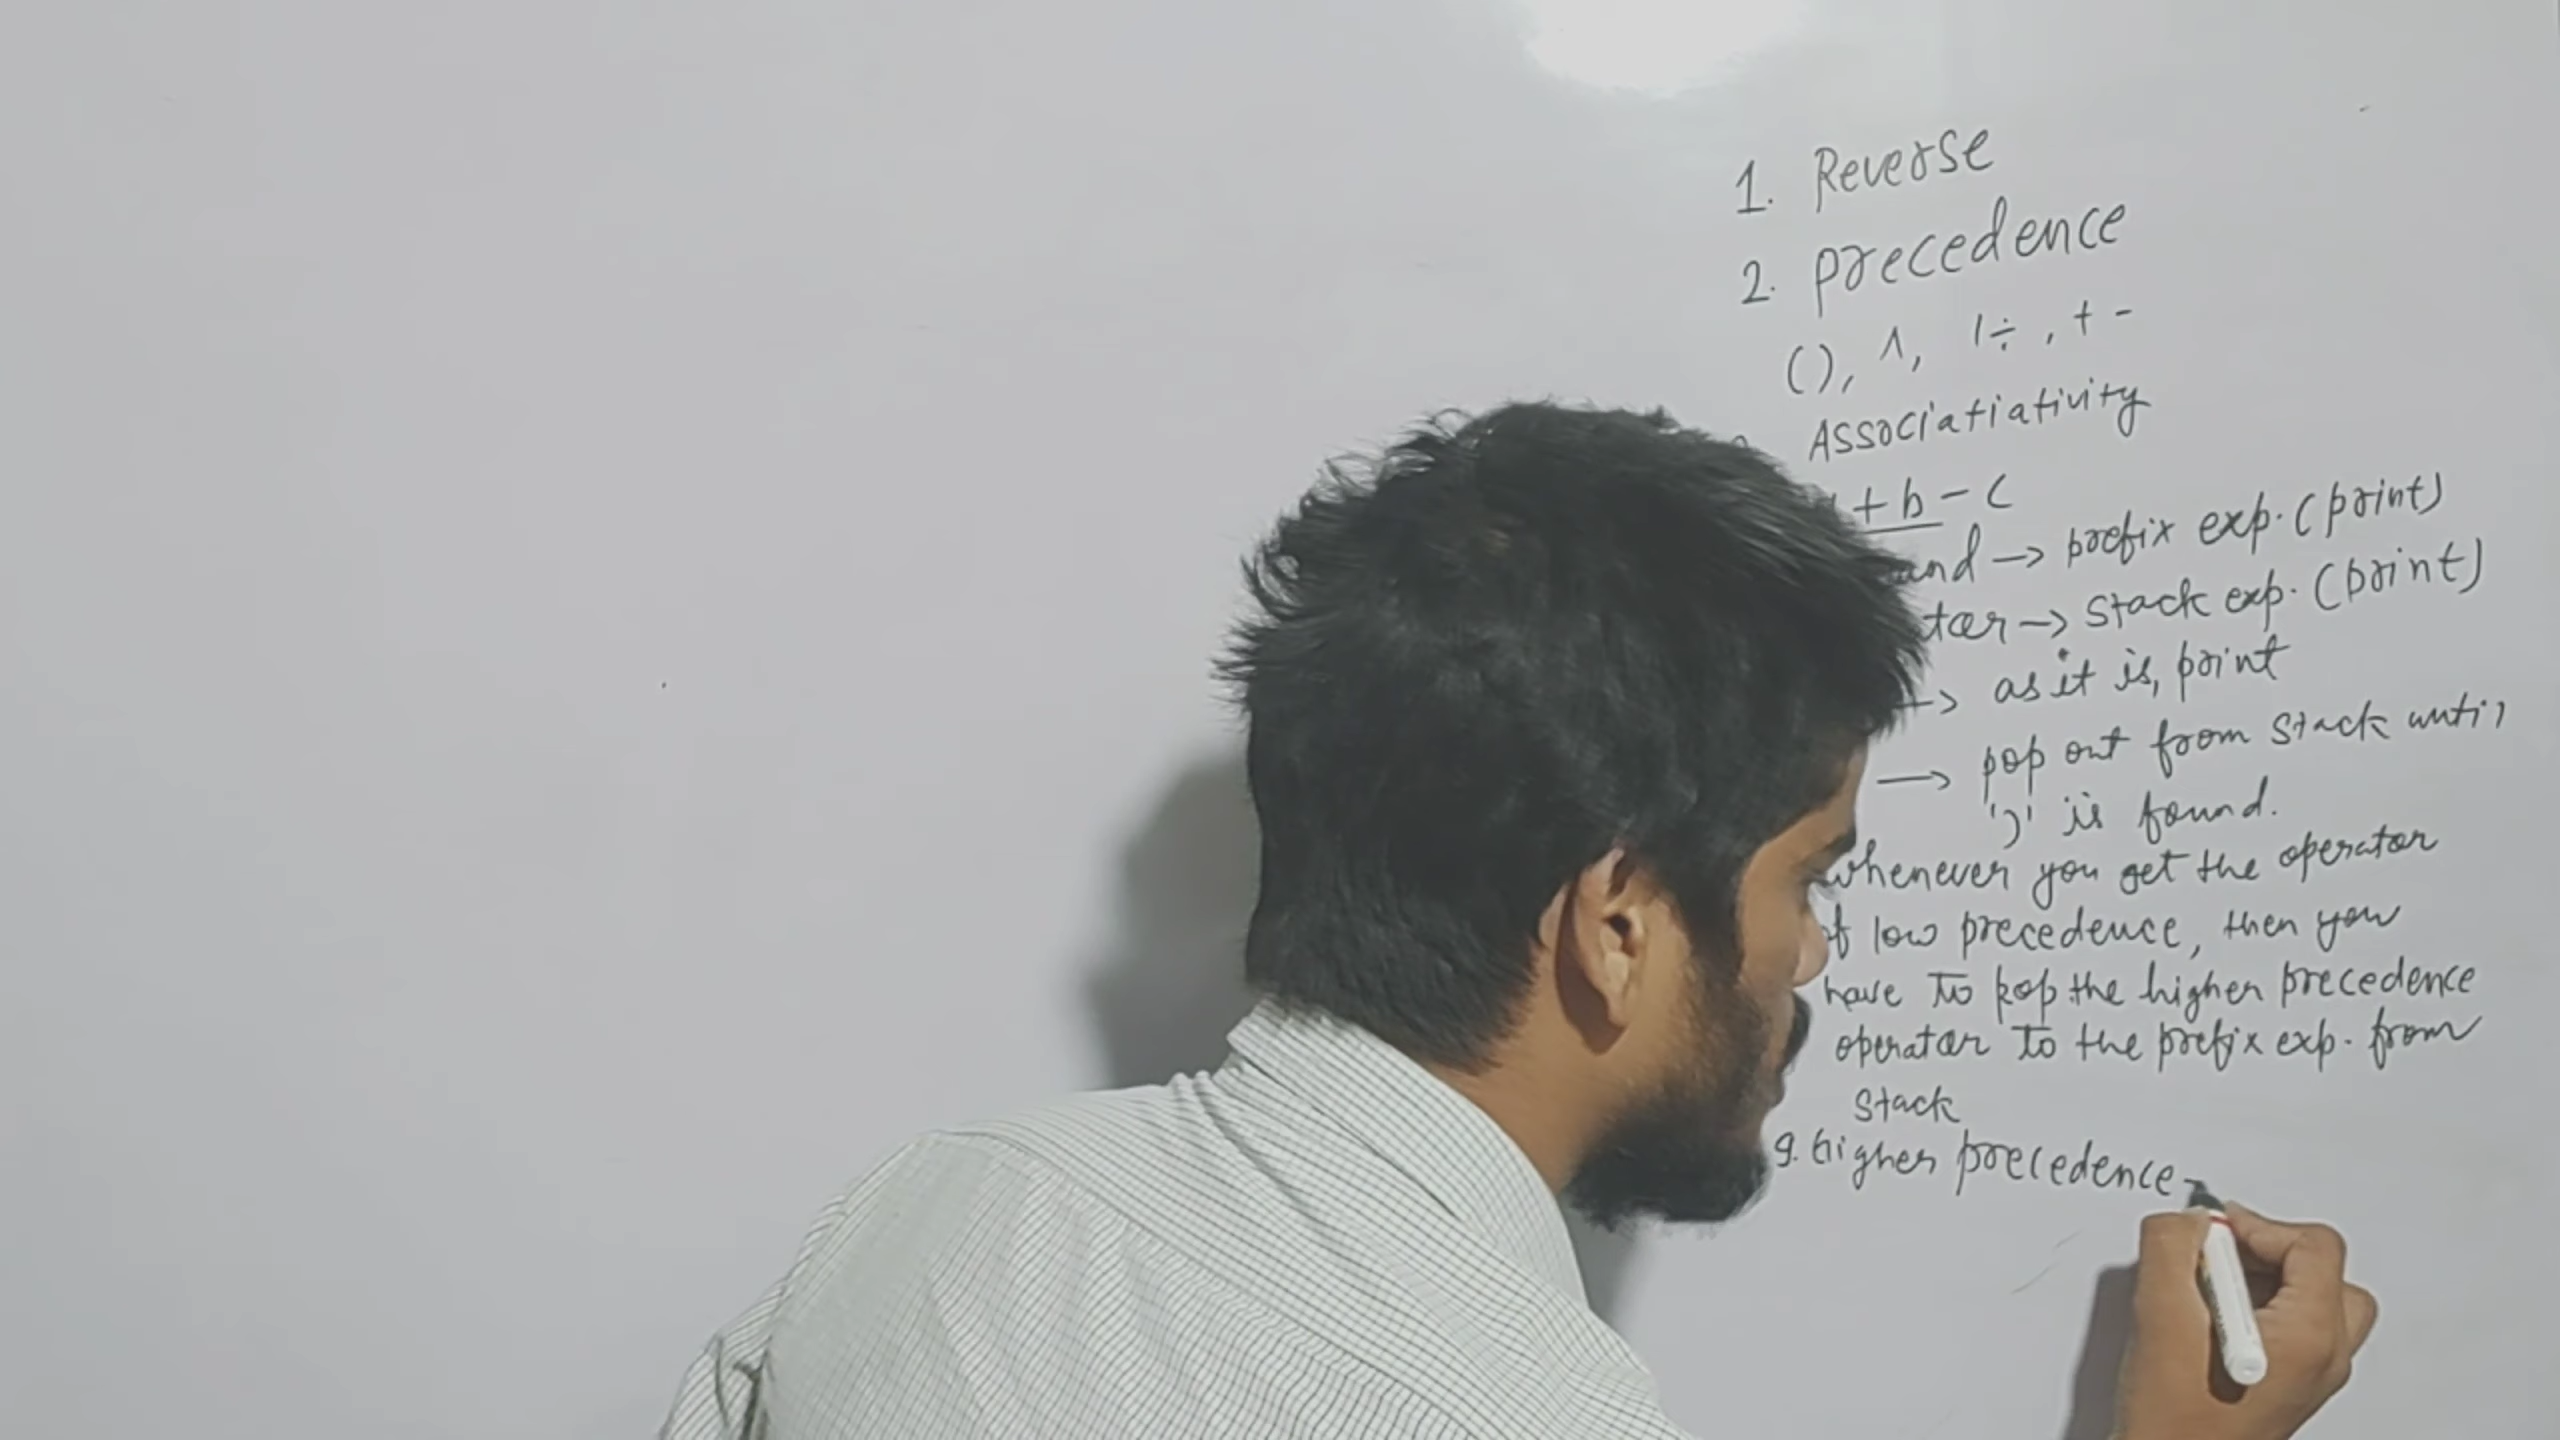 1. Reverse
2. precedence
(), ^, / ÷, + -
Associatiativity
+ b - c
→ prefix exp. (print)
→ stack exp. (print)
→ as it is, print
→ pop out from stack until
')' is found.
whenever you get the operator
of low precedence, then you
have to pop the higher precedence
operator to the prefix exp. from
stack
9. higher precedence -